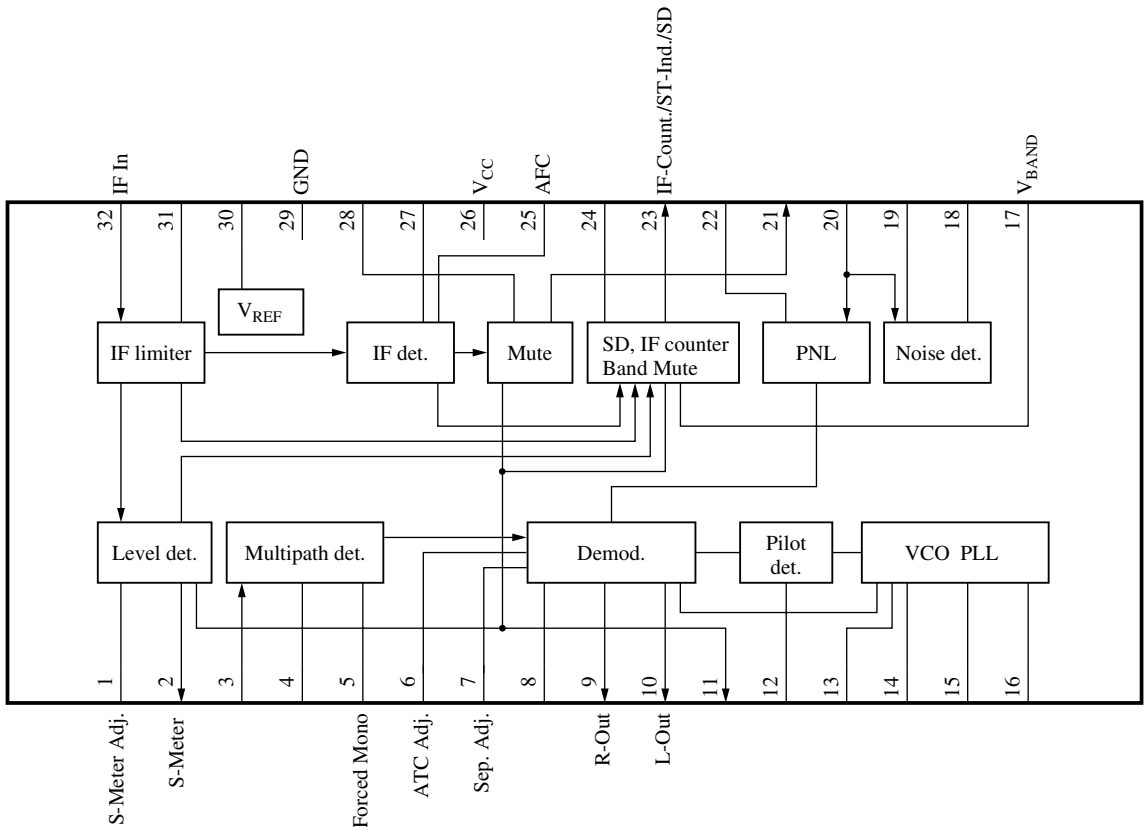 IF In
GND
V_CC
AFC
IF-Count./ST-Ind./SD
V_BAND
32
31
30
29
28
27
26
25
24
23
22
21
20
19
18
17
V_REF
IF limiter
IF det.
Mute
SD, IF counter
Band Mute
PNL
Noise det.
Level det.
Multipath det.
Demod.
Pilot
det.
VCO PLL
1
2
3
4
5
6
7
8
9
10
11
12
13
14
15
16
S-Meter Adj.
S-Meter
Forced Mono
ATC Adj.
Sep. Adj.
R-Out
L-Out